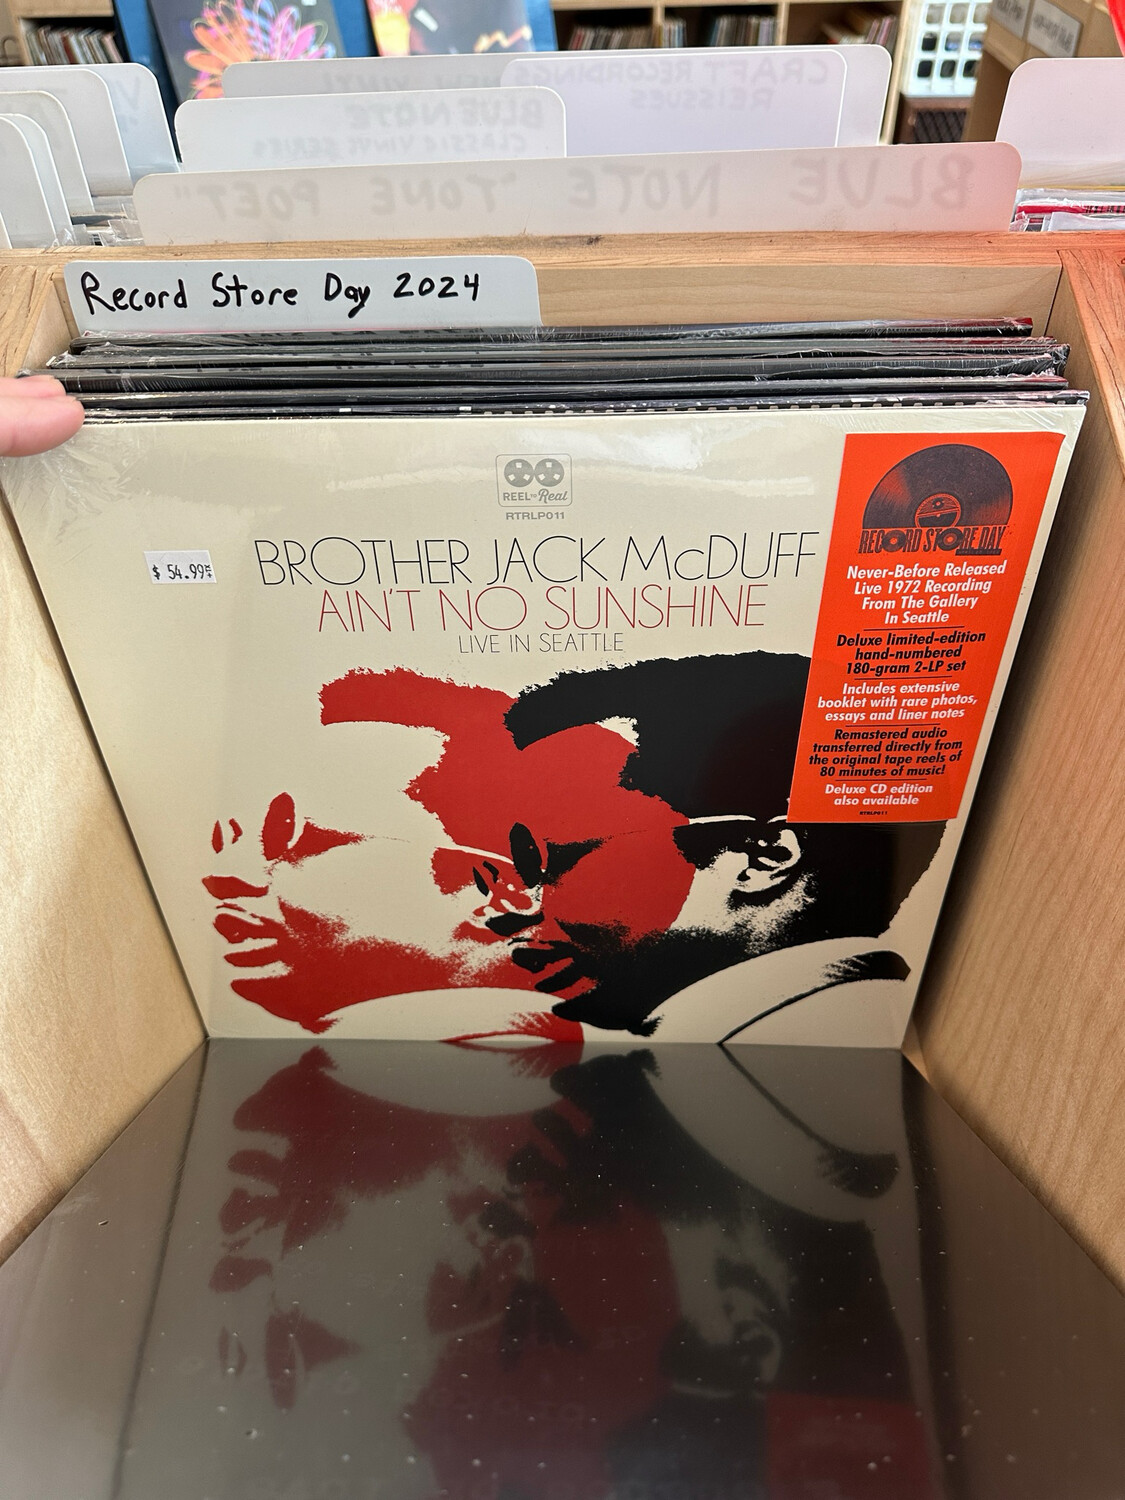 CRAFT RECORDINGS
REISSUES
NEW VINYL
BLUE NOTE
CLASSIC VINYL SERIES
BLUE NOTE "TONE POET"
Record Store Day 2024
REEL to Real
RTRLP011
$ 54.99
BROTHER JACK McDUFF
AIN'T NO SUNSHINE
LIVE IN SEATTLE
RECORD STORE DAY
Never-Before Released
Live 1972 Recording
From The Gallery
In Seattle
Deluxe limited-edition
hand-numbered
180-gram 2-LP set
Includes extensive
booklet with rare photos,
essays and liner notes
Remastered audio
transferred directly from
the original tape reels of
80 minutes of music!
Deluxe CD edition
also available
RTRLP011